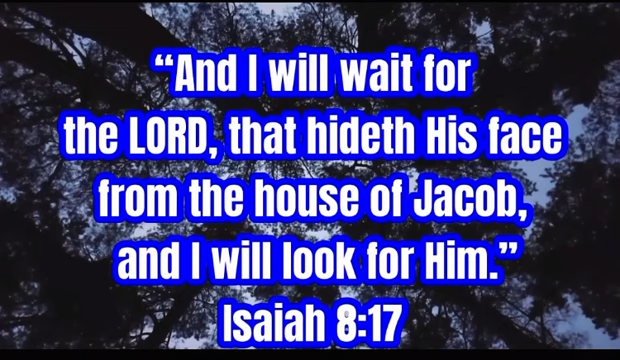 “And I will wait for
the LORD, that hideth His face
from the house of Jacob,
and I will look for Him.”
Isaiah 8:17